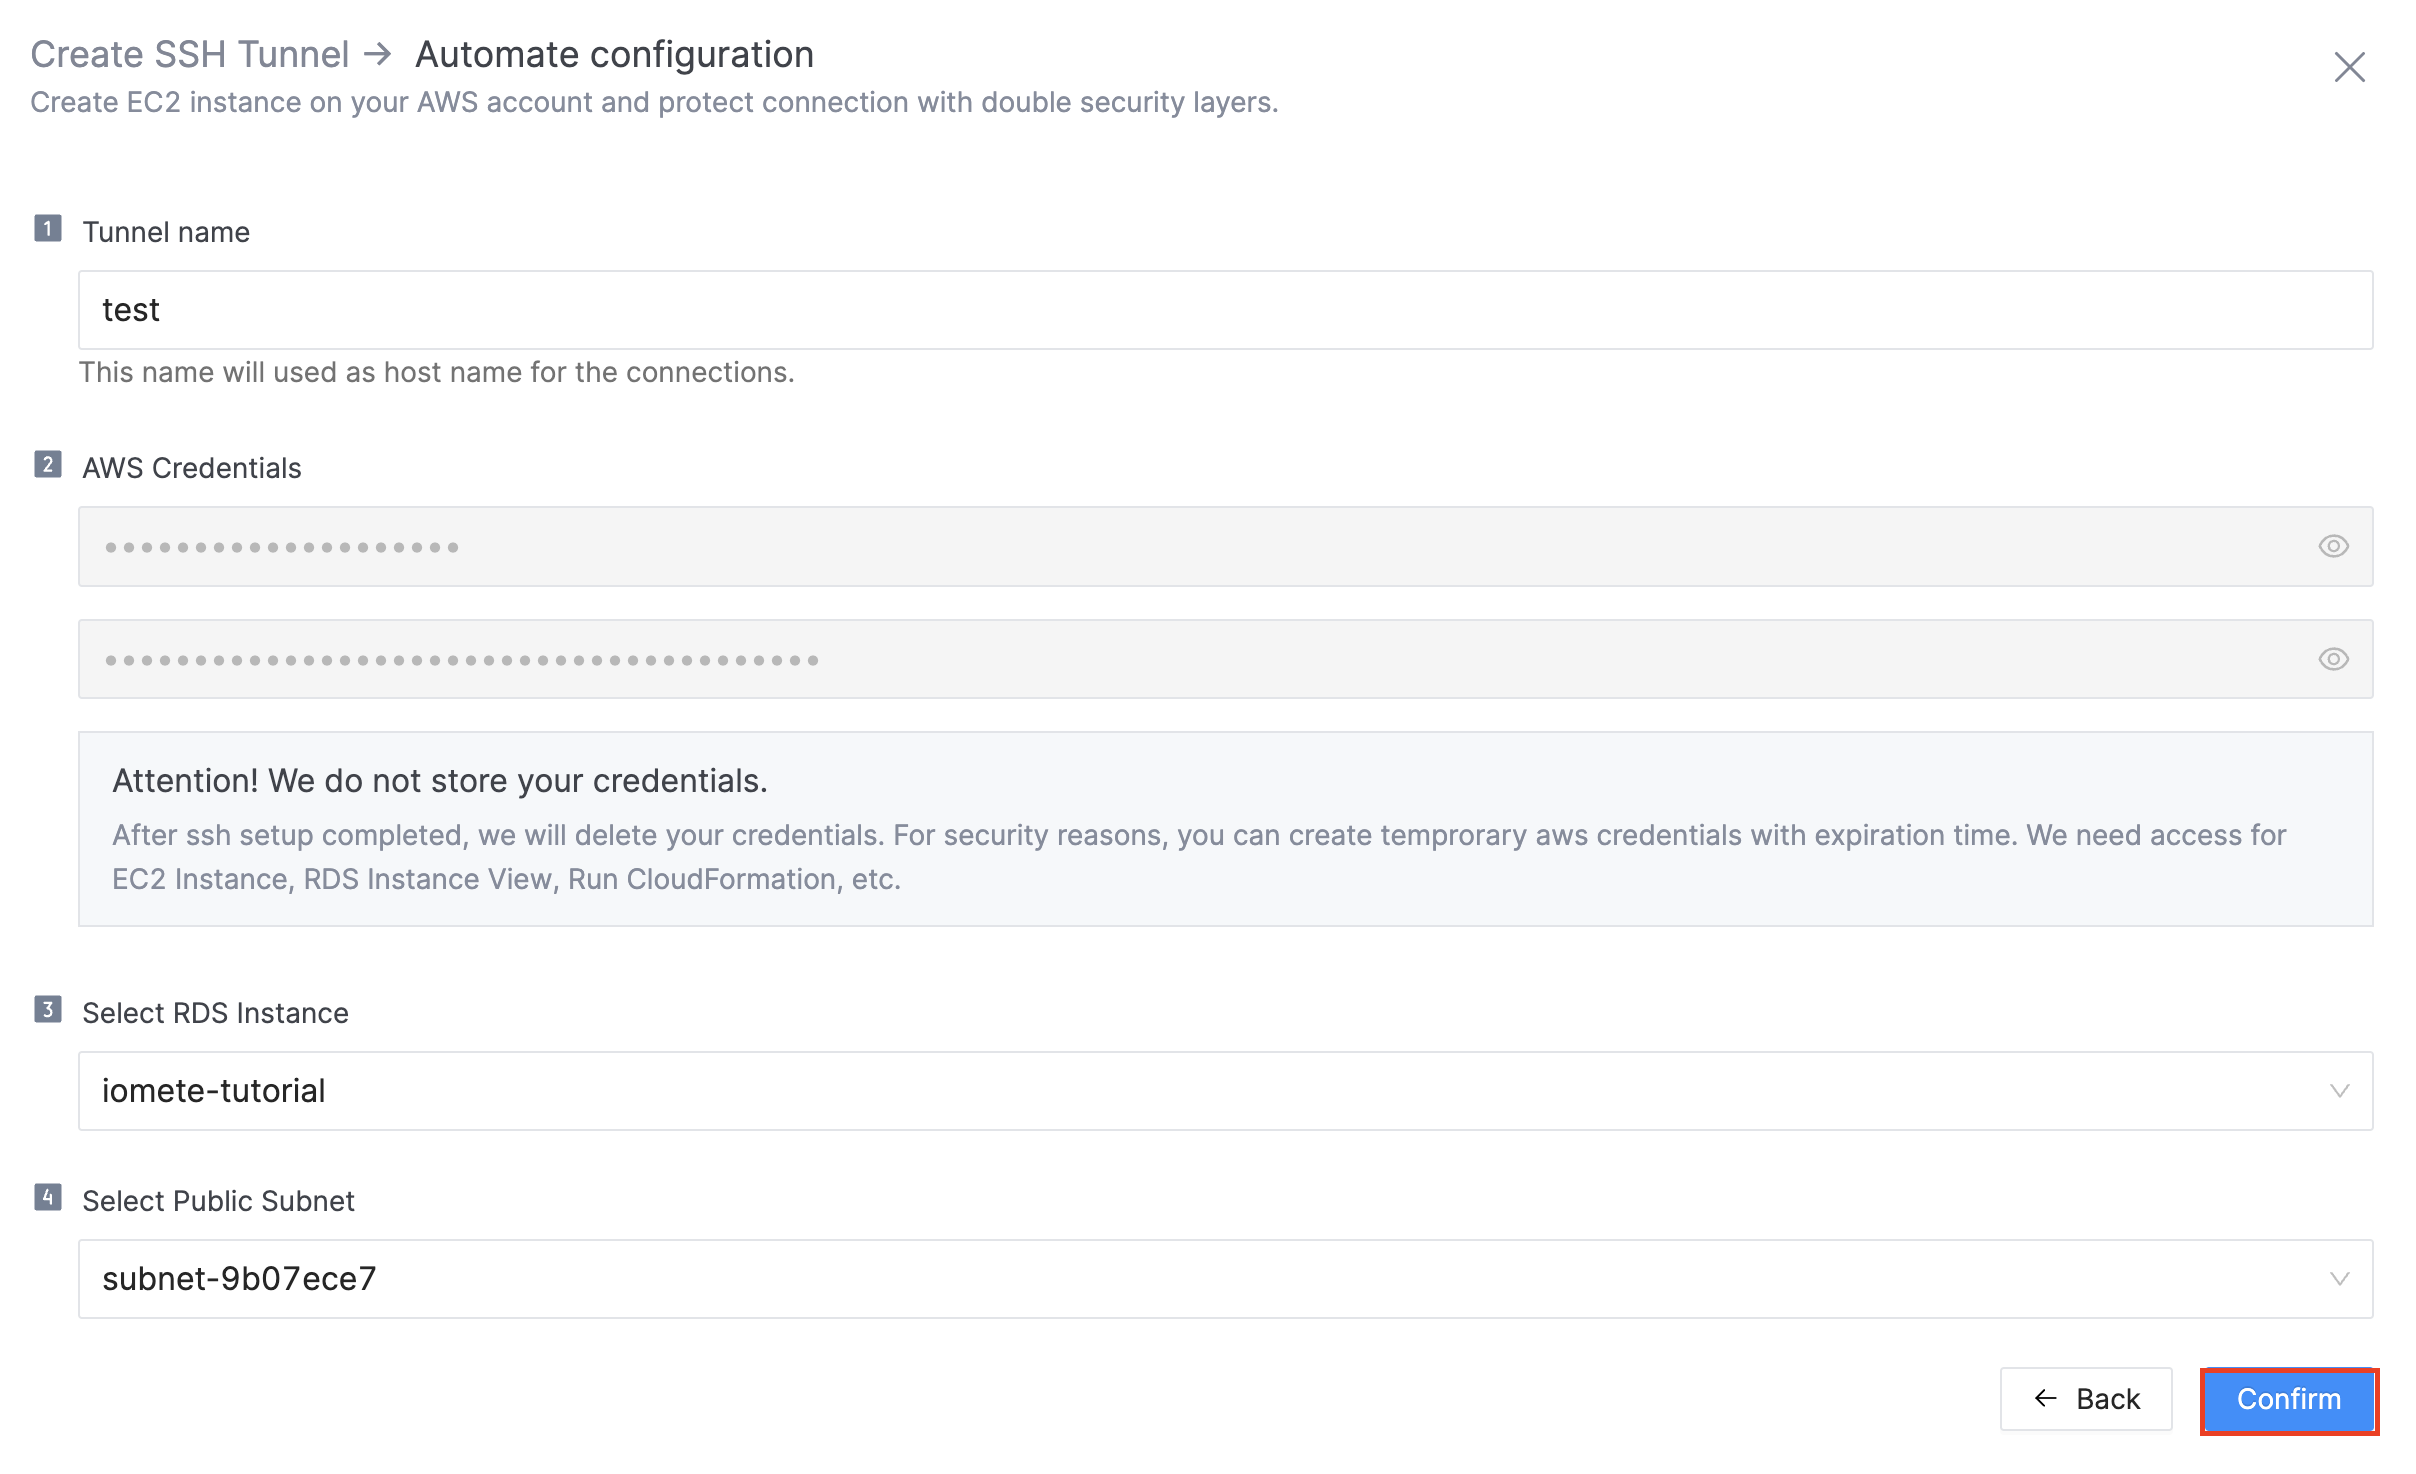 Create SSH Tunnel → Automate configuration
Create EC2 instance on your AWS account and protect connection with double security layers.
1 Tunnel name
test
This name will used as host name for the connections.
2 AWS Credentials
••••••••••••••••••••
••••••••••••••••••••••••••••••••••••••••
Attention! We do not store your credentials.
After ssh setup completed, we will delete your credentials. For security reasons, you can create temprorary aws credentials with expiration time. We need access for
EC2 Instance, RDS Instance View, Run CloudFormation, etc.
3 Select RDS Instance
iomete-tutorial
4 Select Public Subnet
subnet-9b07ece7
← Back
Confirm